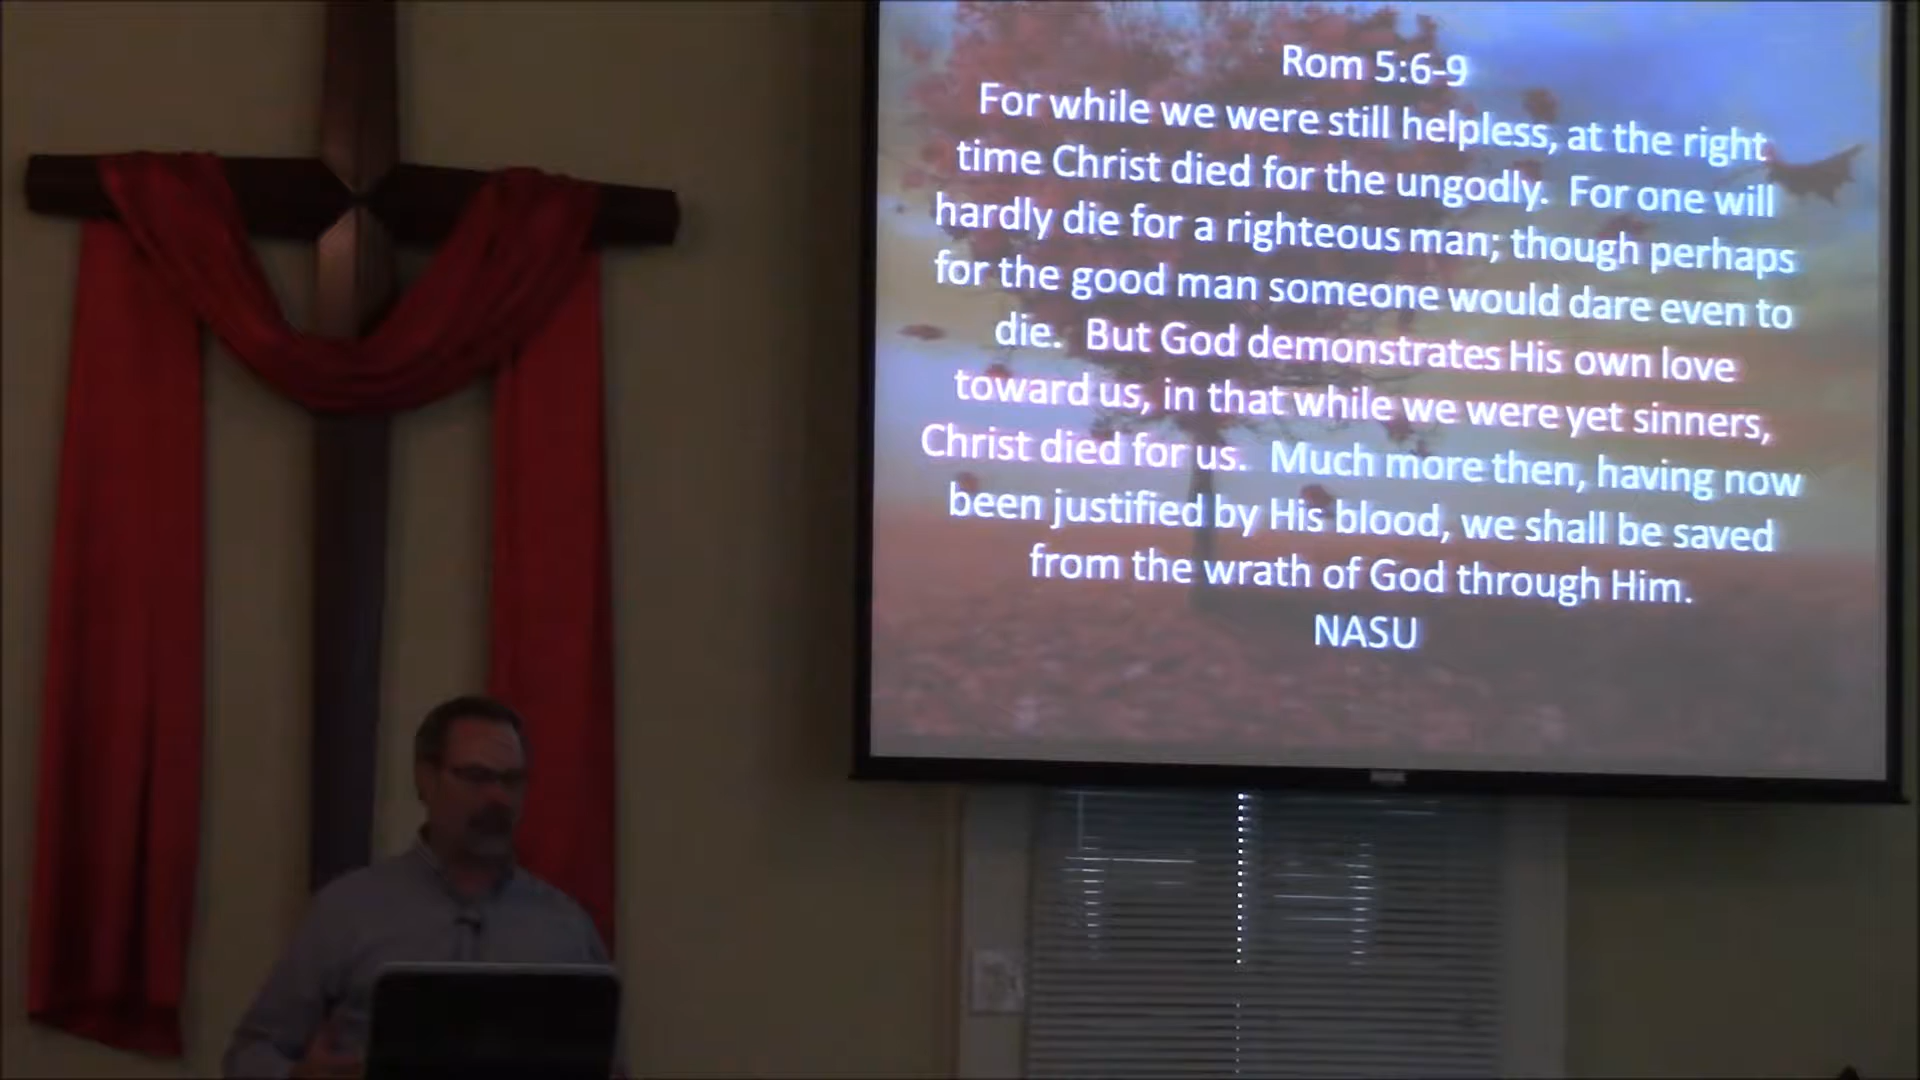 Rom 5:6-9
For while we were still helpless, at the right
time Christ died for the ungodly. For one will
hardly die for a righteous man; though perhaps
for the good man someone would dare even to
die. But God demonstrates His own love
toward us, in that while we were yet sinners,
Christ died for us. Much more then, having now
been justified by His blood, we shall be saved
from the wrath of God through Him.
NASU